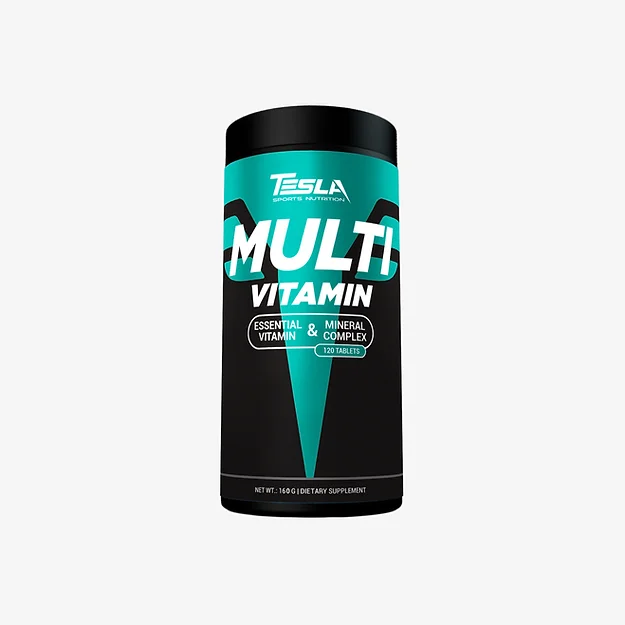 TESLA
SPORTS NUTRITION
MULTI
VITAMIN
ESSENTIAL
VITAMIN
&
MINERAL
COMPLEX
120 TABLETS
NET WT.: 160 G | DIETARY SUPPLEMENT